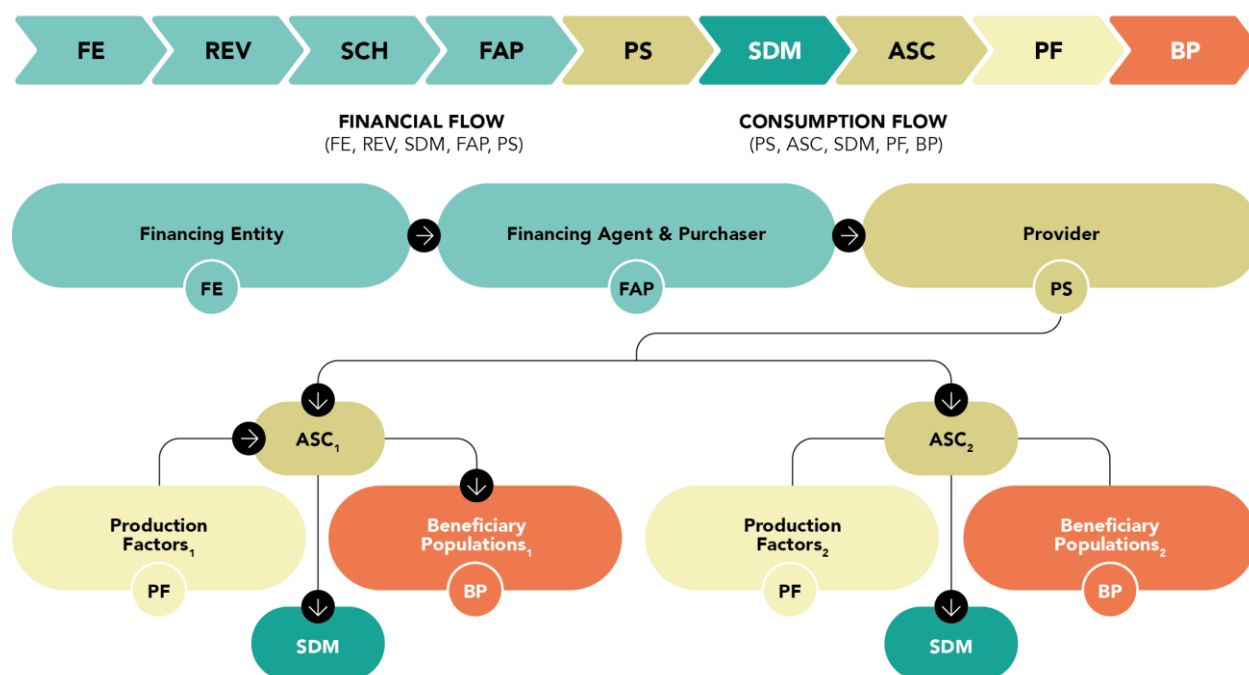 FE REV SCH FAP PS SDM ASC PF BP
FINANCIAL FLOW
(FE, REV, SDM, FAP, PS)
CONSUMPTION FLOW
(PS, ASC, SDM, PF, BP)
Financing Entity
FE
Financing Agent & Purchaser
FAP
Provider
PS
ASC₁
ASC₂
Production
Factors₁
PF
Beneficiary
Populations₁
BP
Production
Factors₂
PF
Beneficiary
Populations₂
BP
SDM
SDM